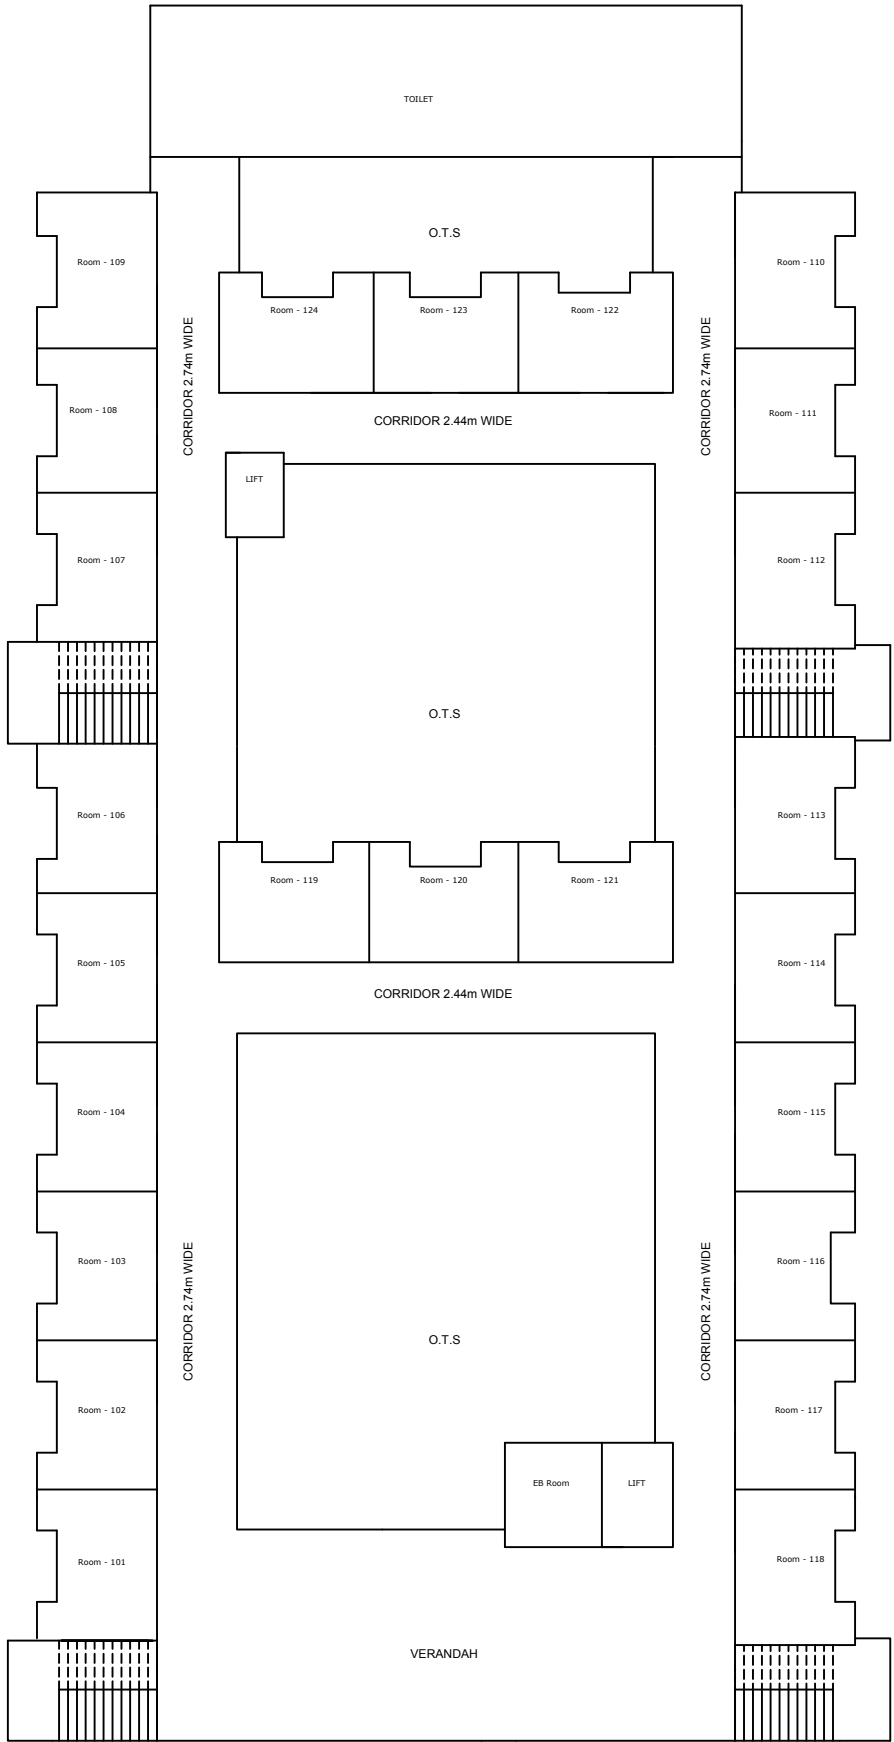 TOILET
O.T.S
Room - 109
Room - 110
Room - 124
Room - 123
Room - 122
CORRIDOR 2.74m WIDE
CORRIDOR 2.74m WIDE
Room - 108
Room - 111
CORRIDOR 2.44m WIDE
LIFT
Room - 107
Room - 112
O.T.S
Room - 106
Room - 113
Room - 119
Room - 120
Room - 121
Room - 105
Room - 114
CORRIDOR 2.44m WIDE
Room - 104
Room - 115
Room - 103
Room - 116
CORRIDOR 2.74m WIDE
CORRIDOR 2.74m WIDE
O.T.S
Room - 102
Room - 117
EB Room
LIFT
Room - 101
Room - 118
VERANDAH